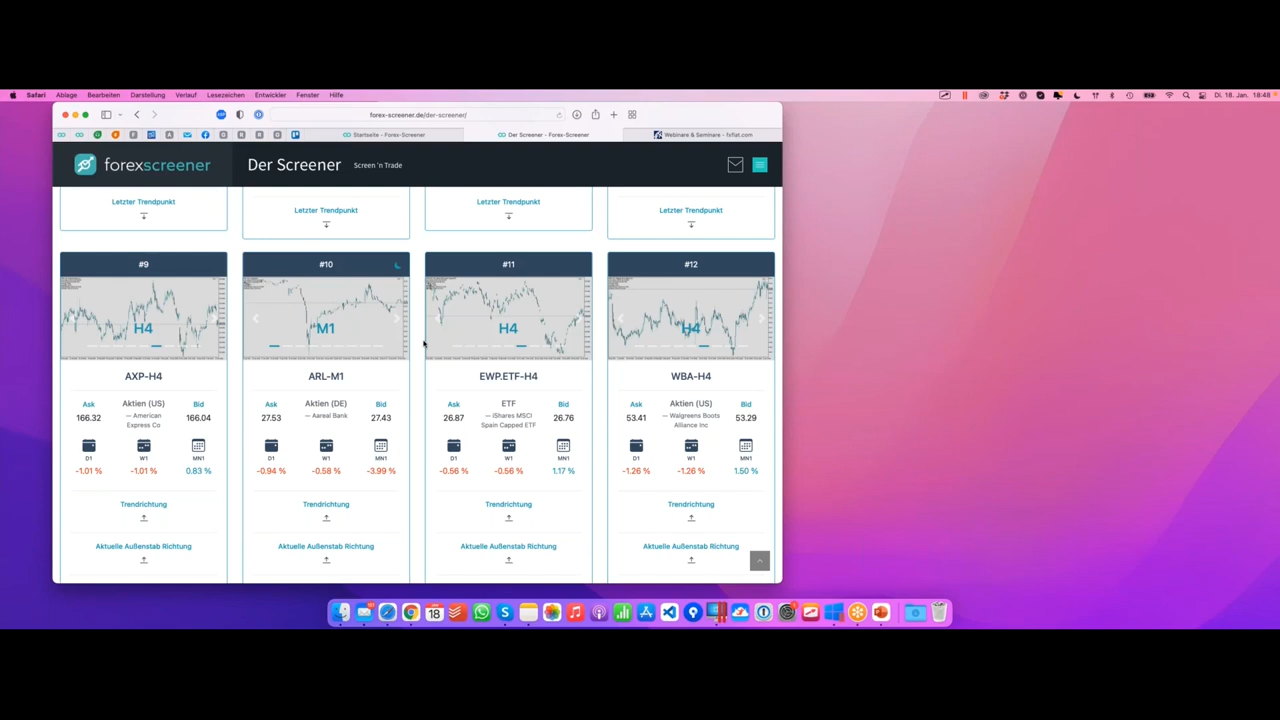 Safari Ablage Bearbeiten Darstellung Verlauf Lesezeichen Entwickler Fenster Hilfe Di. 18. Jan. 18:48
forex-screener.de/der-screener/
Startseite - Forex-Screener Der Screener - Forex-Screener Webinare & Seminare - fxflat.com
forexscreener Der Screener Screen 'n Trade
Letzter Trendpunkt Letzter Trendpunkt Letzter Trendpunkt Letzter Trendpunkt
#9 #10 #11 #12
H4 M1 H4 H4
AXP-H4 ARL-M1 EWP.ETF-H4 WBA-H4
Ask Aktien (US) Bid Ask Aktien (DE) Bid Ask ETF Bid Ask Aktien (US) Bid
166.32 — American Express Co 166.04 27.53 — Aareal Bank 27.43 26.87 — iShares MSCI Spain Capped ETF 26.76 53.41 — Walgreens Boots Alliance Inc 53.29
D1 W1 MN1 D1 W1 MN1 D1 W1 MN1 D1 W1 MN1
-1.01 % -1.01 % 0.83 % -0.94 % -0.58 % -3.99 % -0.56 % -0.56 % 1.17 % -1.26 % -1.26 % 1.50 %
Trendrichtung Trendrichtung Trendrichtung Trendrichtung
Aktuelle Außenstab Richtung Aktuelle Außenstab Richtung Aktuelle Außenstab Richtung Aktuelle Außenstab Richtung
18